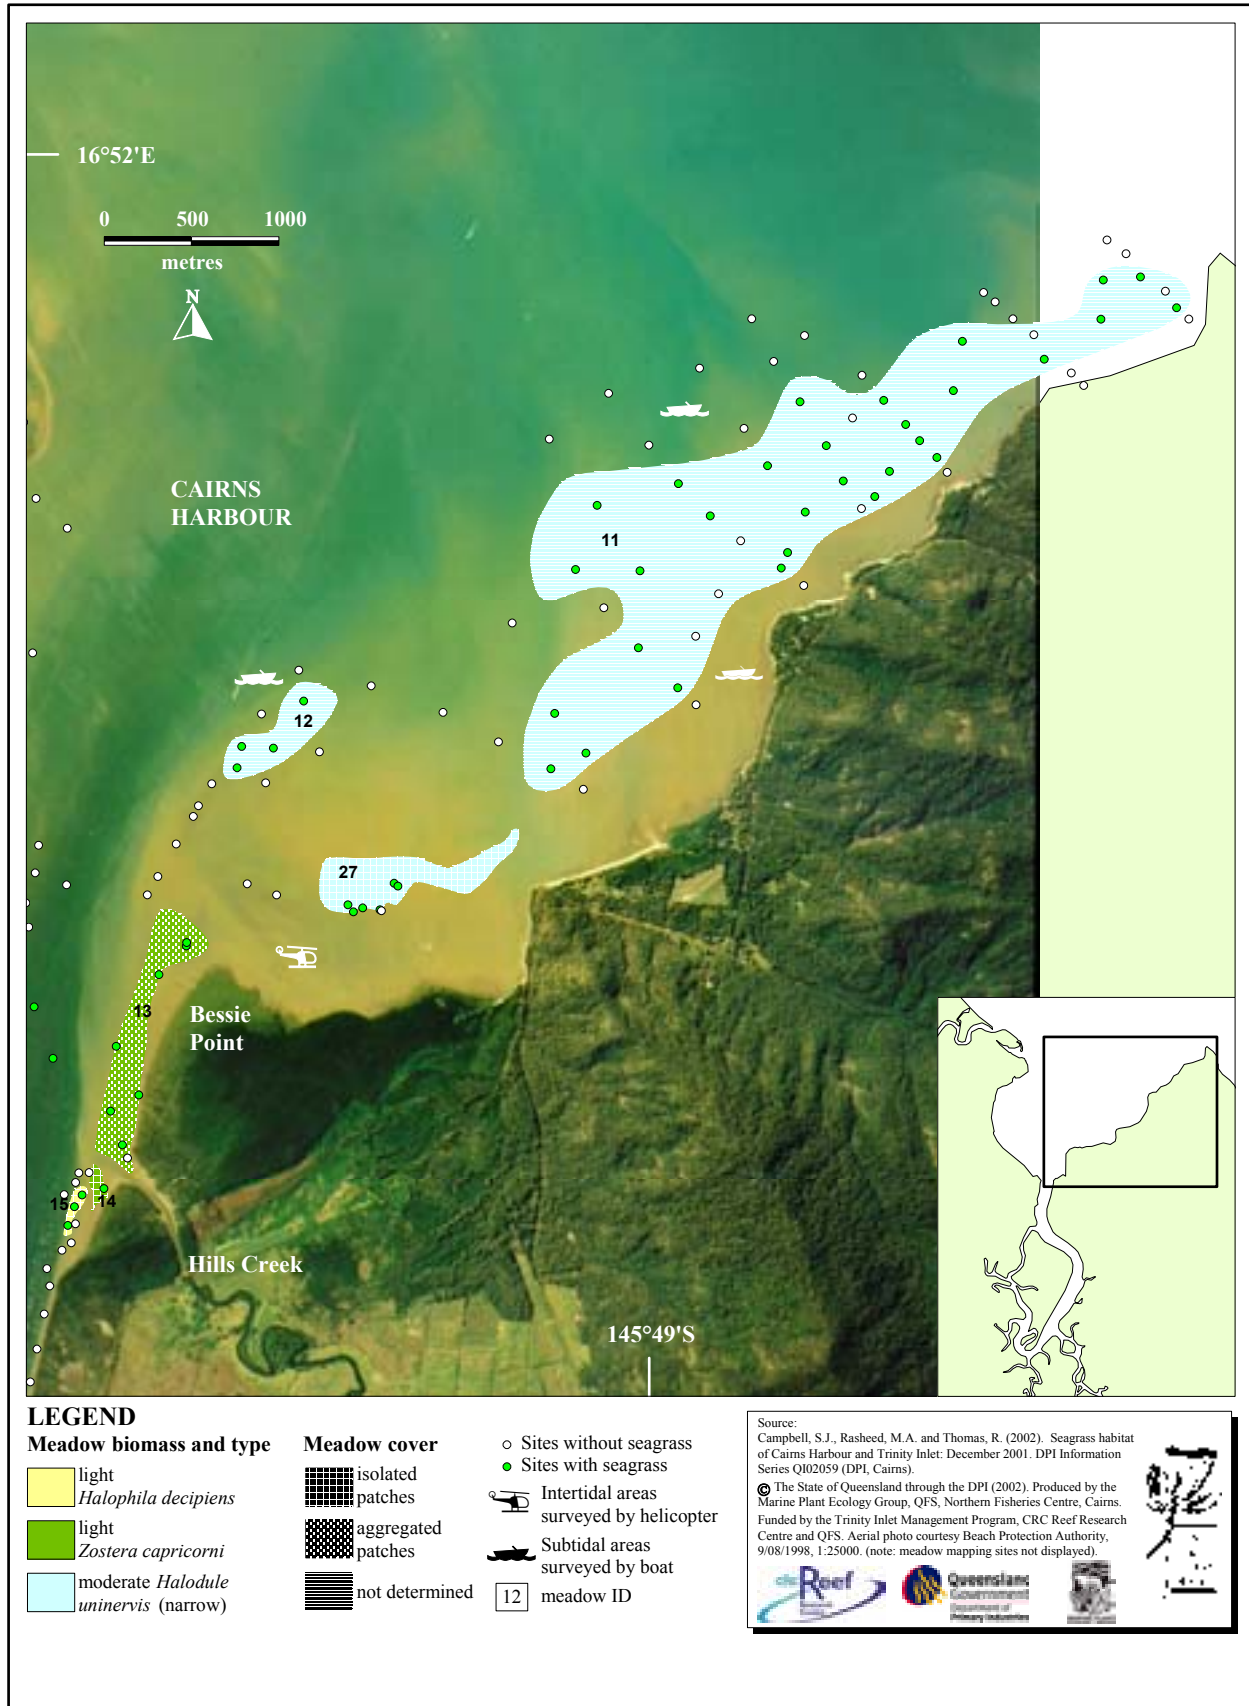 16°52'E
0 500 1000
metres
N
CAIRNS
HARBOUR
11
12
27
13
Bessie
Point
15
14
Hills Creek
145°49'S
LEGEND
Meadow biomass and type
light
Halophila decipiens
light
Zostera capricorni
moderate Halodule
uninervis (narrow)
Meadow cover
isolated
patches
aggregated
patches
not determined
Sites without seagrass
Sites with seagrass
Intertidal areas
surveyed by helicopter
Subtidal areas
surveyed by boat
12 meadow ID
Source:
Campbell, S.J., Rasheed, M.A. and Thomas, R. (2002). Seagrass habitat
of Cairns Harbour and Trinity Inlet: December 2001. DPI Information
Series QI02059 (DPI, Cairns).
© The State of Queensland through the DPI (2002). Produced by the
Marine Plant Ecology Group, QFS, Northern Fisheries Centre, Cairns.
Funded by the Trinity Inlet Management Program, CRC Reef Research
Centre and QFS. Aerial photo courtesy Beach Protection Authority,
9/08/1998, 1:25000. (note: meadow mapping sites not displayed).
crc Reef
Queensland
Government
Department of
Primary Industries